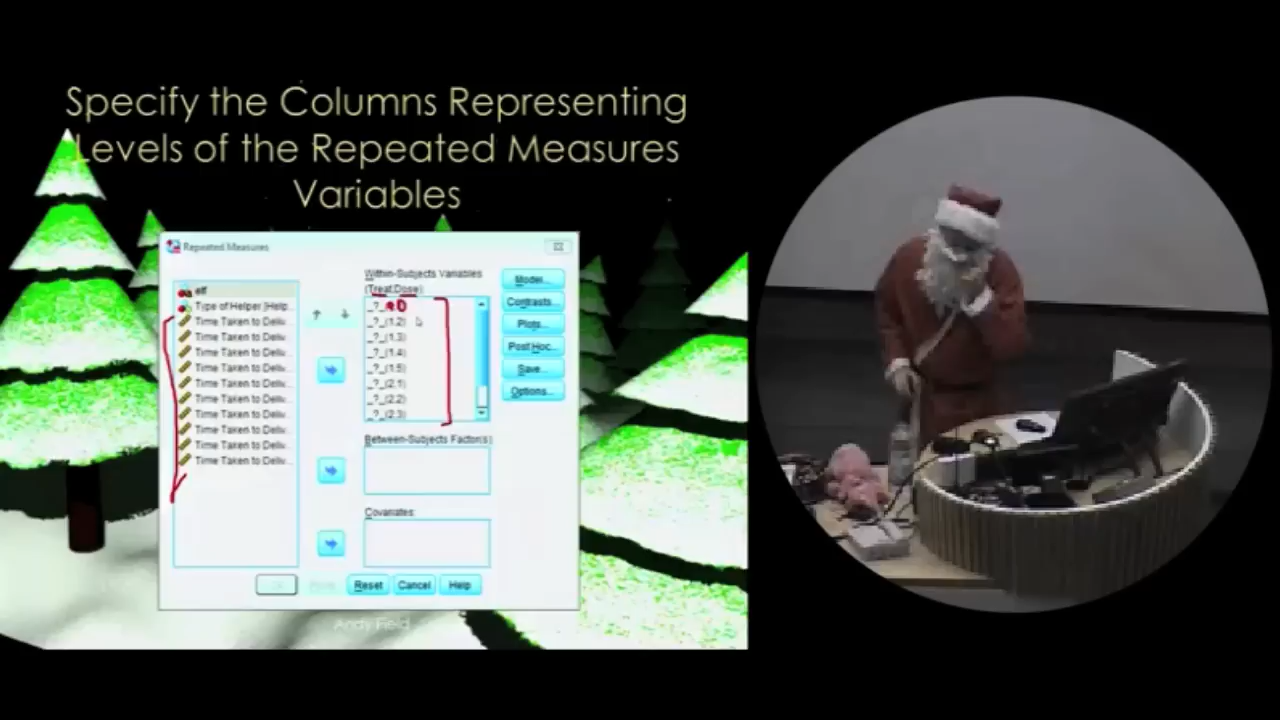 Specify the Columns Representing
Levels of the Repeated Measures
Variables
Repeated Measures
elf
Type of Helper [Help...
Time Taken to Deliv...
Time Taken to Deliv...
Time Taken to Deliv...
Time Taken to Deliv...
Time Taken to Deliv...
Time Taken to Deliv...
Time Taken to Deliv...
Time Taken to Deliv...
Time Taken to Deliv...
Time Taken to Deliv...
Within-Subjects Variables
(Treat,Dose):
_?_
_?_(1,2)
_?_(1,3)
_?_(1,4)
_?_(1,5)
_?_(2,1)
_?_(2,2)
_?_(2,3)
Between-Subjects Factor(s):
Covariates:
Model...
Contrasts...
Plots...
Post Hoc...
Save...
Options...
Reset
Cancel
Help
Andy Field